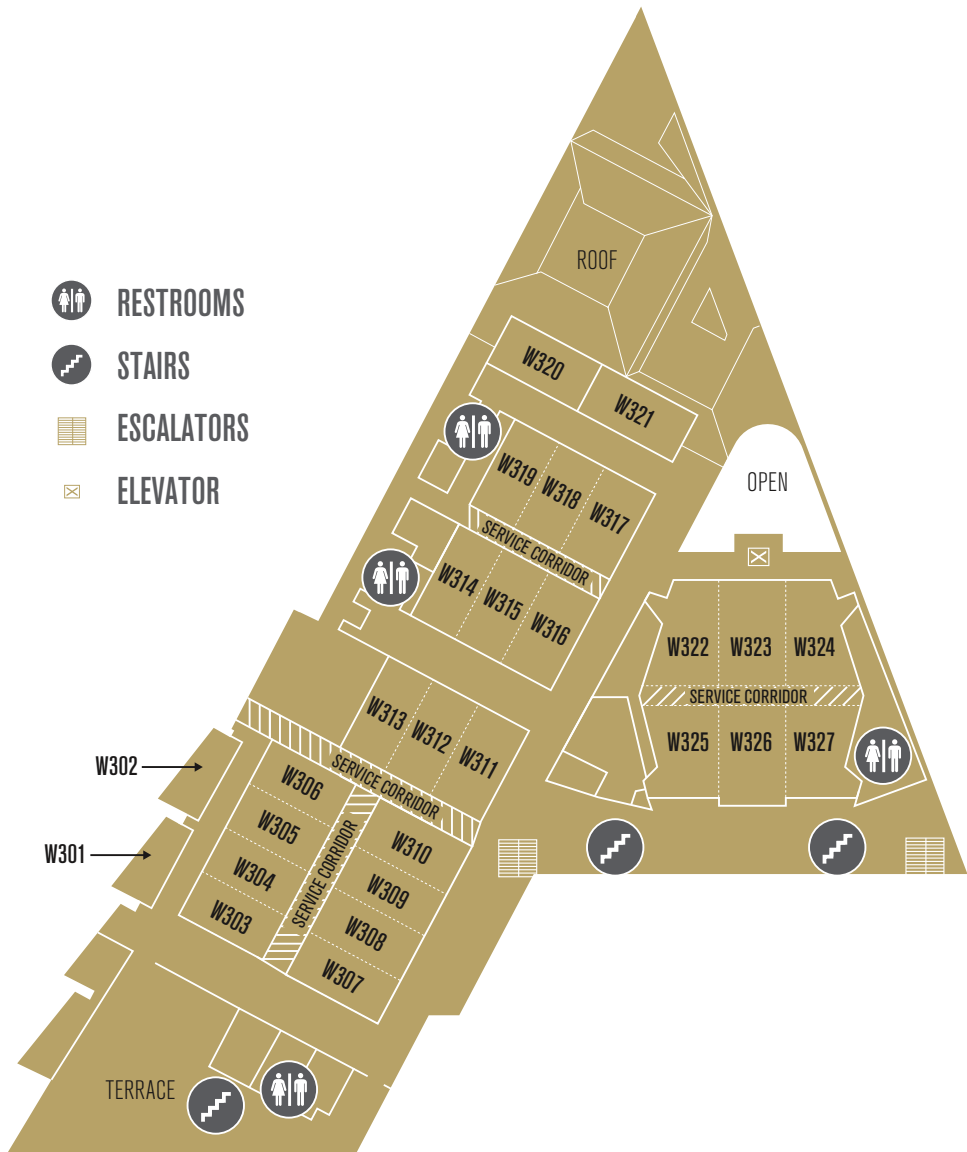 RESTROOMS
STAIRS
ESCALATORS
ELEVATOR
ROOF
W320
W321
W319
W318
W317
SERVICE CORRIDOR
W314
W315
W316
OPEN
W322
W323
W324
SERVICE CORRIDOR
W325
W326
W327
W313
W312
W311
SERVICE CORRIDOR
W302
W301
W306
W305
W304
W303
SERVICE CORRIDOR
W310
W309
W308
W307
TERRACE